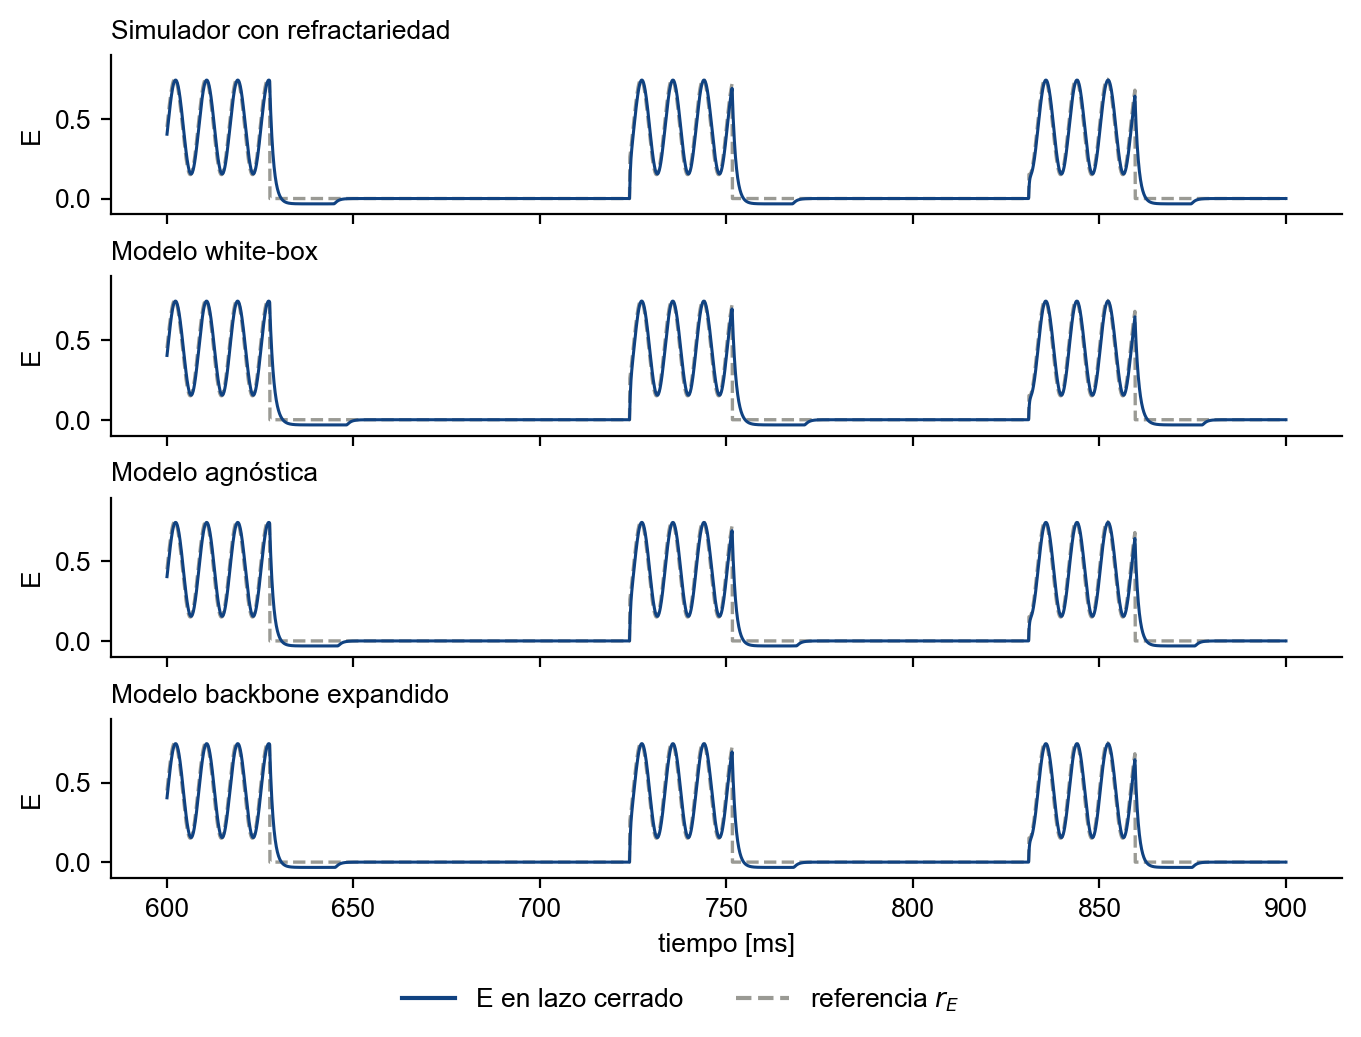 Simulador con refractariedad
E
0.5
0.0
Modelo white-box
E
0.5
0.0
Modelo agnóstica
E
0.5
0.0
Modelo backbone expandido
E
0.5
0.0
600 650 700 750 800 850 900
tiempo [ms]
E en lazo cerrado referencia r_E